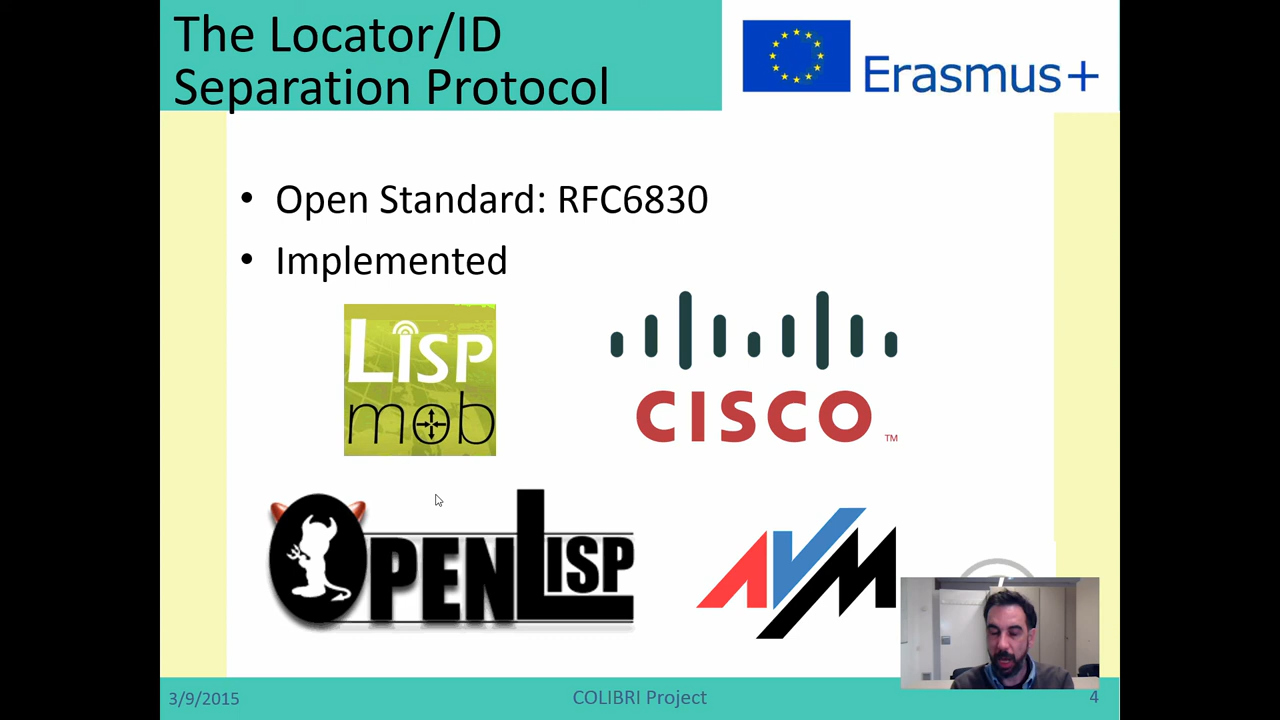 The Locator/ID
Separation Protocol
Erasmus+
• Open Standard: RFC6830
• Implemented
LISP
mob
CISCO
TM
OPENLISP
AVM
3/9/2015
COLIBRI Project
4